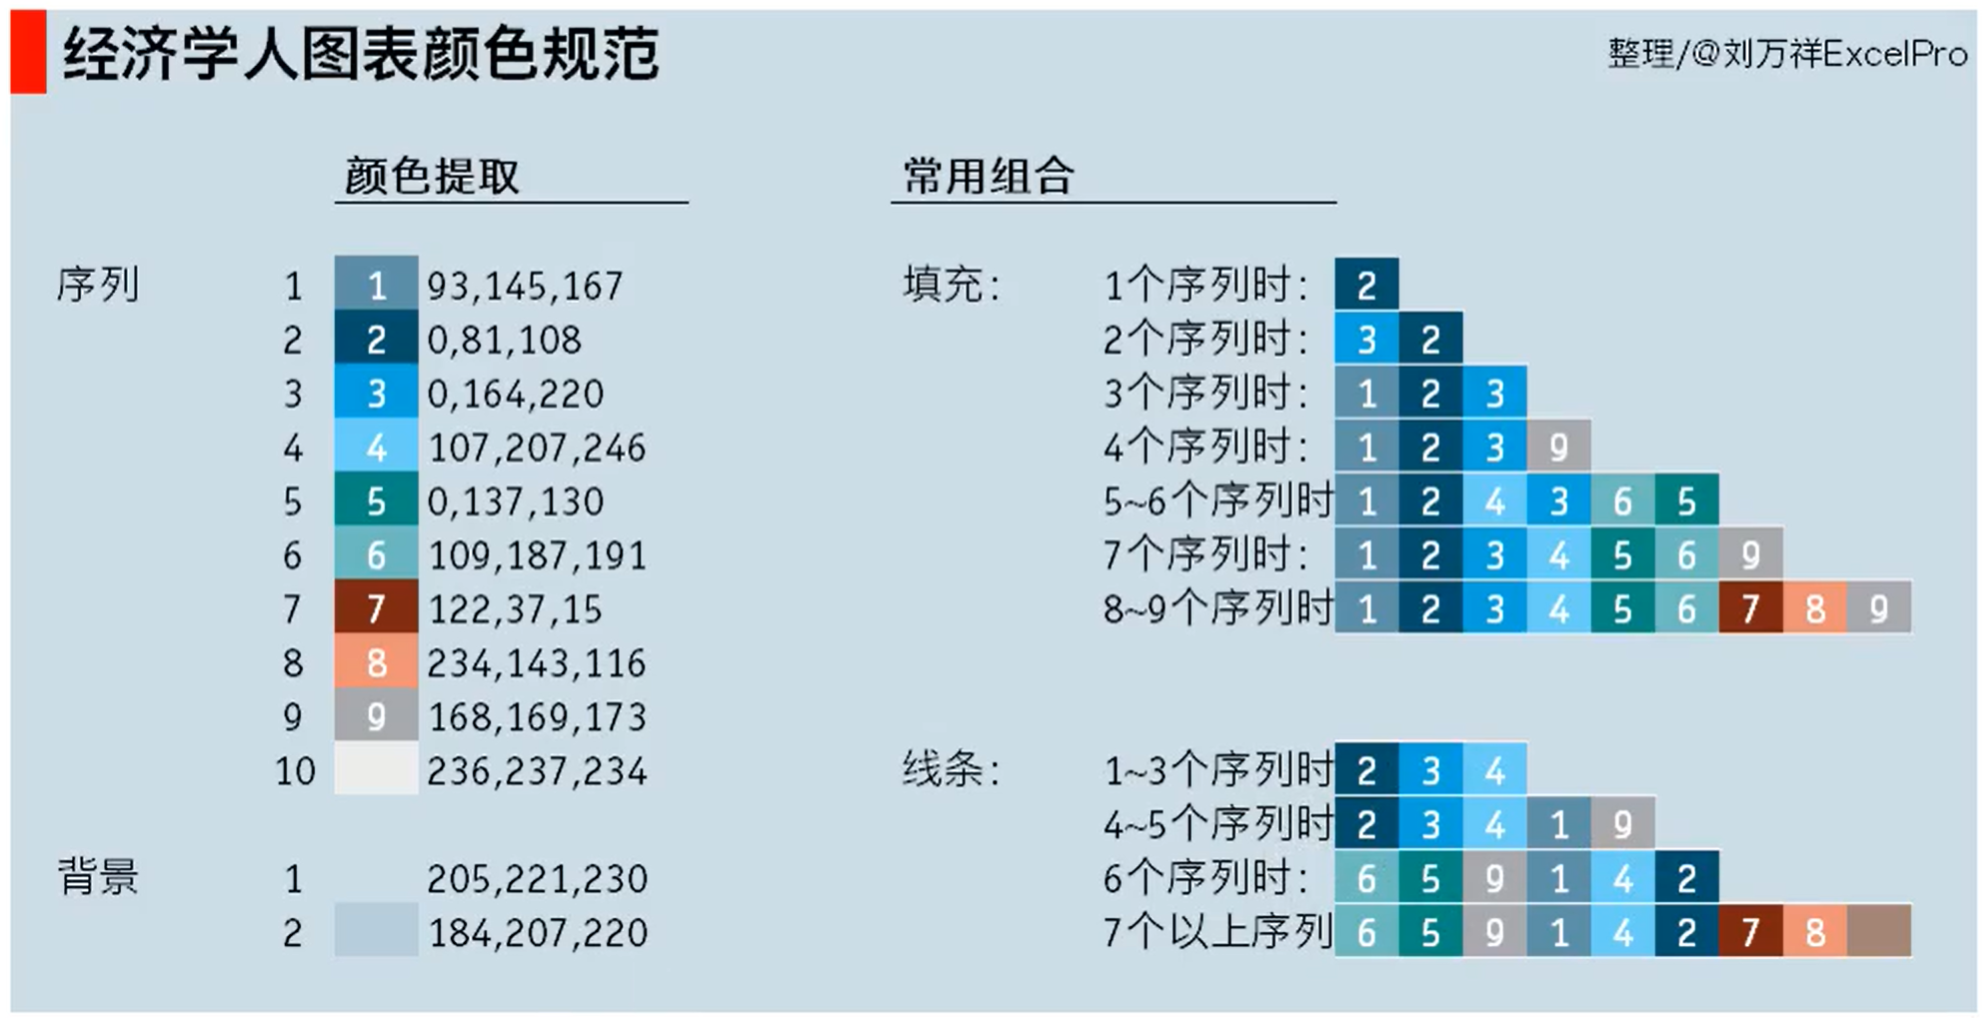 经济学人图表颜色规范
整理/@刘万祥ExcelPro
颜色提取
常用组合
序列 1 1 93,145,167
2 2 0,81,108
3 3 0,164,220
4 4 107,207,246
5 5 0,137,130
6 6 109,187,191
7 7 122,37,15
8 8 234,143,116
9 9 168,169,173
10 236,237,234
背景 1 205,221,230
2 184,207,220
填充： 1个序列时： 2
2个序列时： 3 2
3个序列时： 1 2 3
4个序列时： 1 2 3 9
5~6个序列时 1 2 4 3 6 5
7个序列时： 1 2 3 4 5 6 9
8~9个序列时 1 2 3 4 5 6 7 8 9
线条： 1~3个序列时 2 3 4
4~5个序列时 2 3 4 1 9
6个序列时： 6 5 9 1 4 2
7个以上序列 6 5 9 1 4 2 7 8